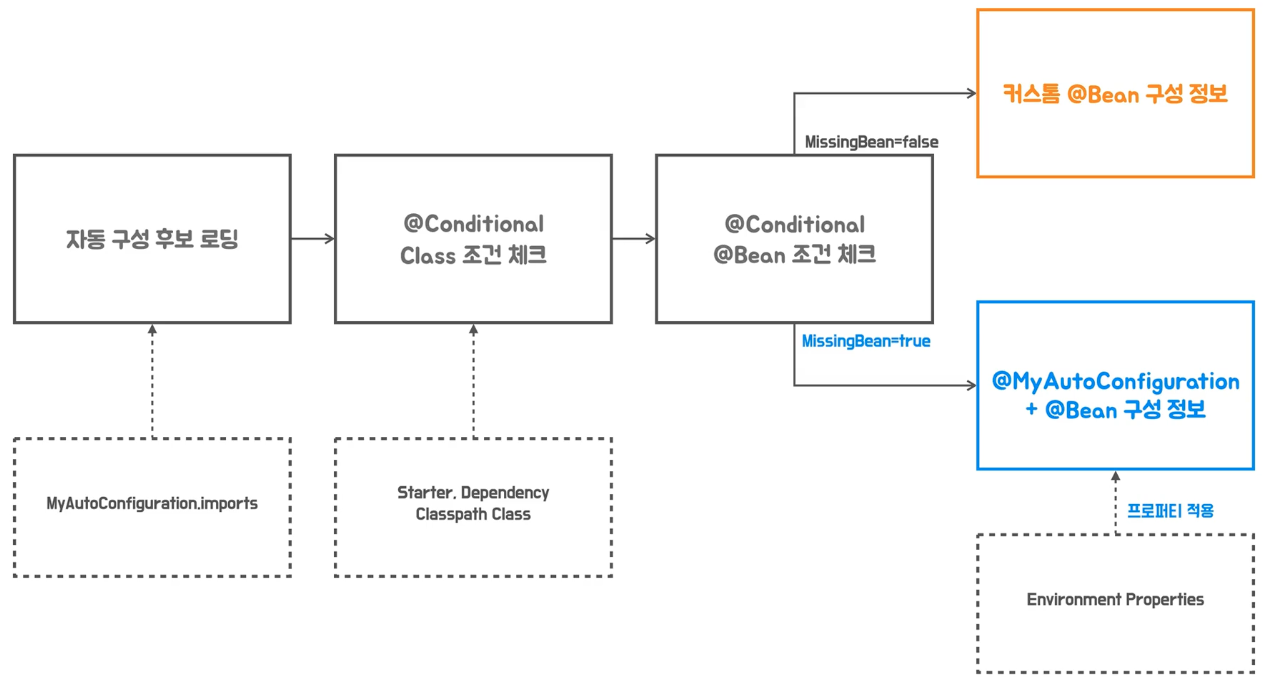 커스톰 @Bean 구성 정보
MissingBean=false
자동 구성 후보 로딩
@Conditional
Class 조건 체크
@Conditional
@Bean 조건 체크
MissingBean=true
@MyAutoConfiguration
+ @Bean 구성 정보
MyAutoConfiguration.imports
Starter, Dependency
Classpath Class
프로퍼티 적용
Environment Properties